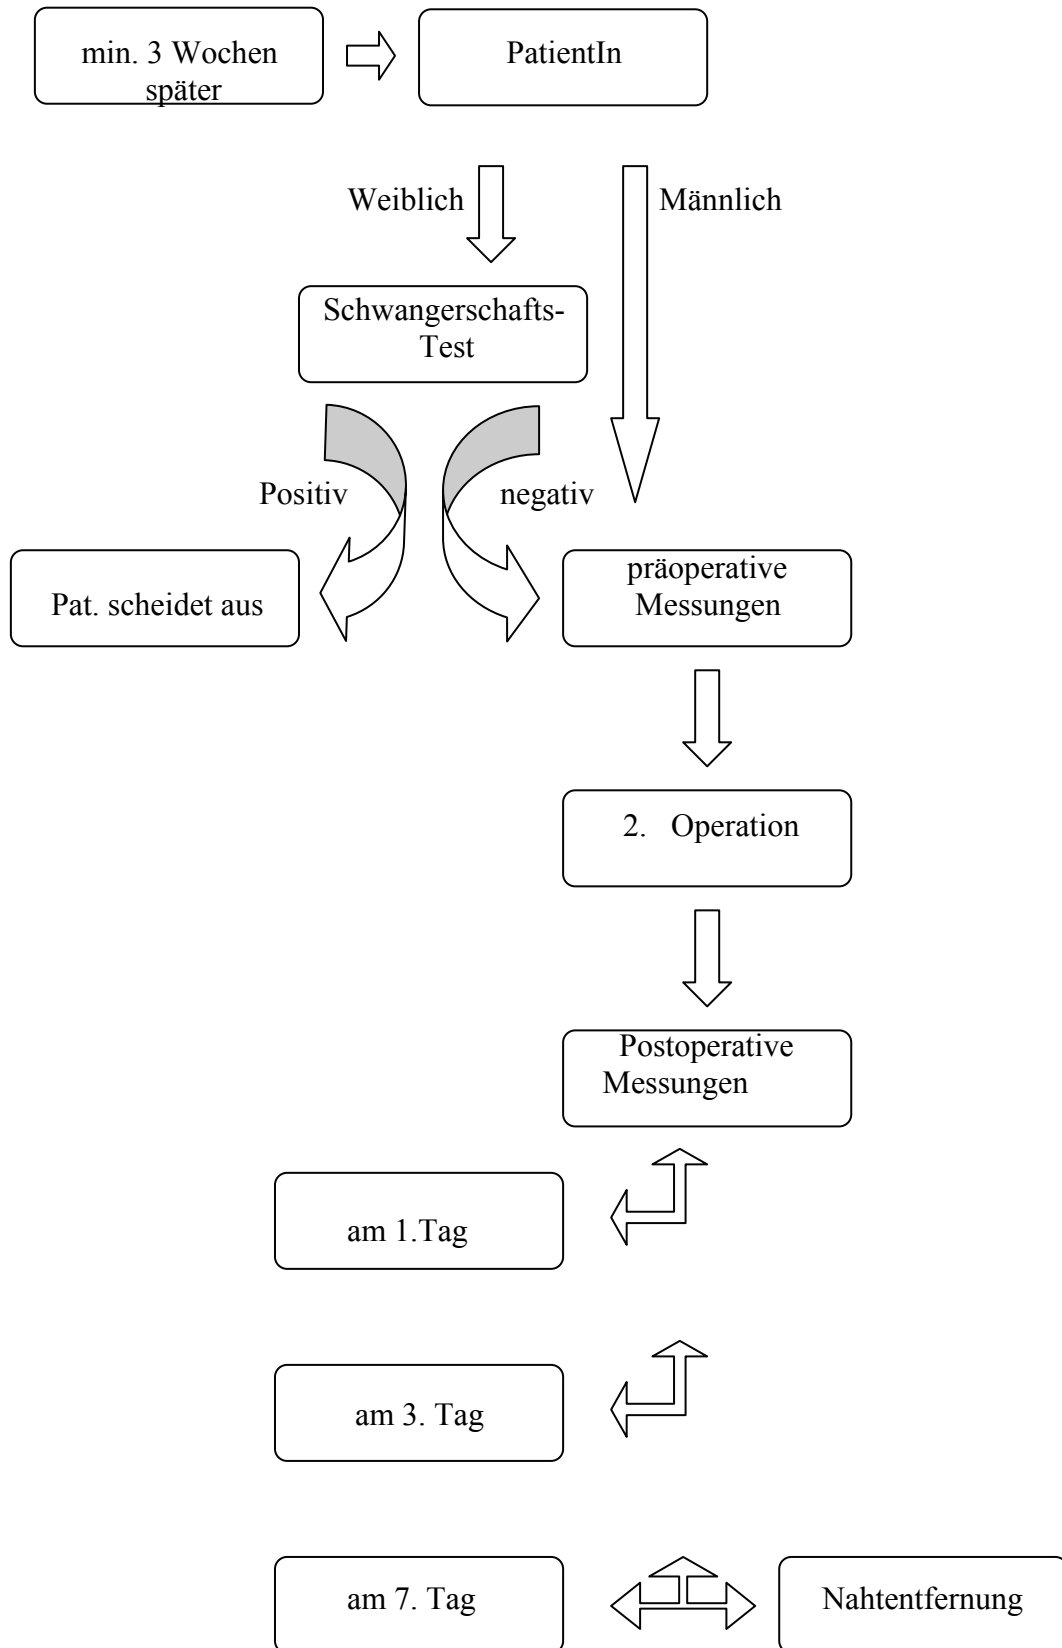 min. 3 Wochen
später
PatientIn
Weiblich
Männlich
Schwangerschafts-
Test
Positiv
negativ
Pat. scheidet aus
präoperative
Messungen
2. Operation
Postoperative
Messungen
am 1.Tag
am 3. Tag
am 7. Tag
Nahtentfernung